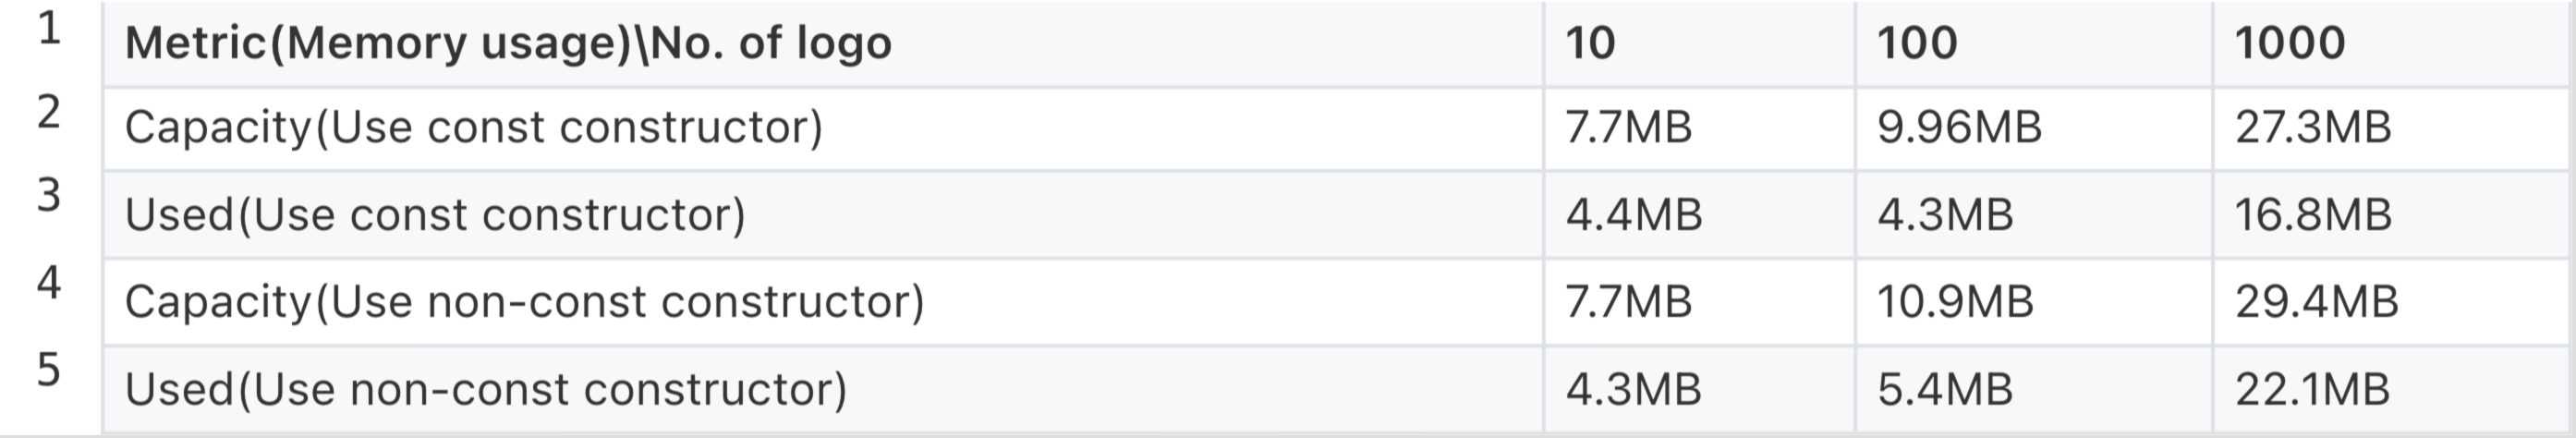 1 Metric(Memory usage)\No. of logo 10 100 1000
2 Capacity(Use const constructor) 7.7MB 9.96MB 27.3MB
3 Used(Use const constructor) 4.4MB 4.3MB 16.8MB
4 Capacity(Use non-const constructor) 7.7MB 10.9MB 29.4MB
5 Used(Use non-const constructor) 4.3MB 5.4MB 22.1MB